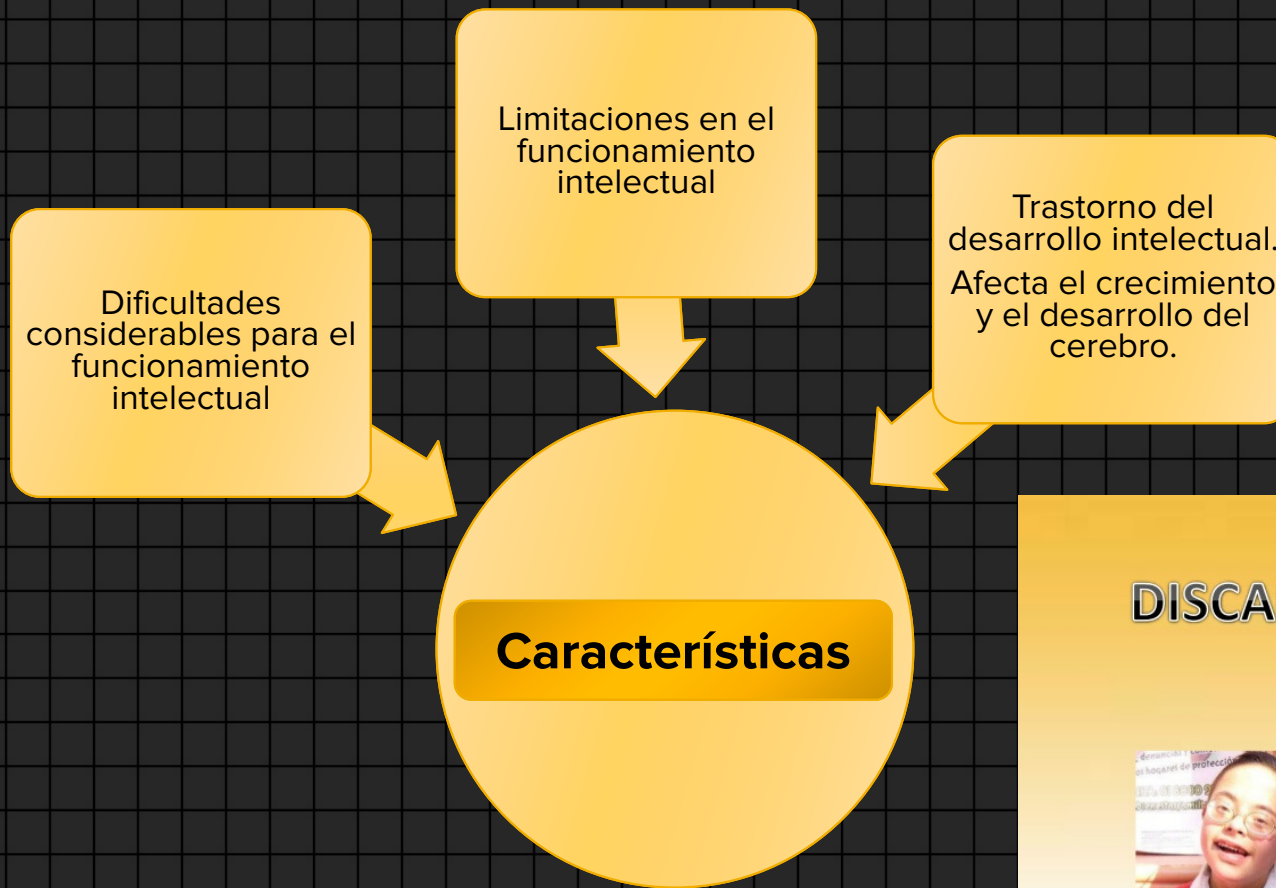 Limitaciones en el
funcionamiento
intelectual
Dificultades
considerables para el
funcionamiento
intelectual
Trastorno del
desarrollo intelectual.
Afecta el crecimiento
y el desarrollo del
cerebro.
Características
DISCA